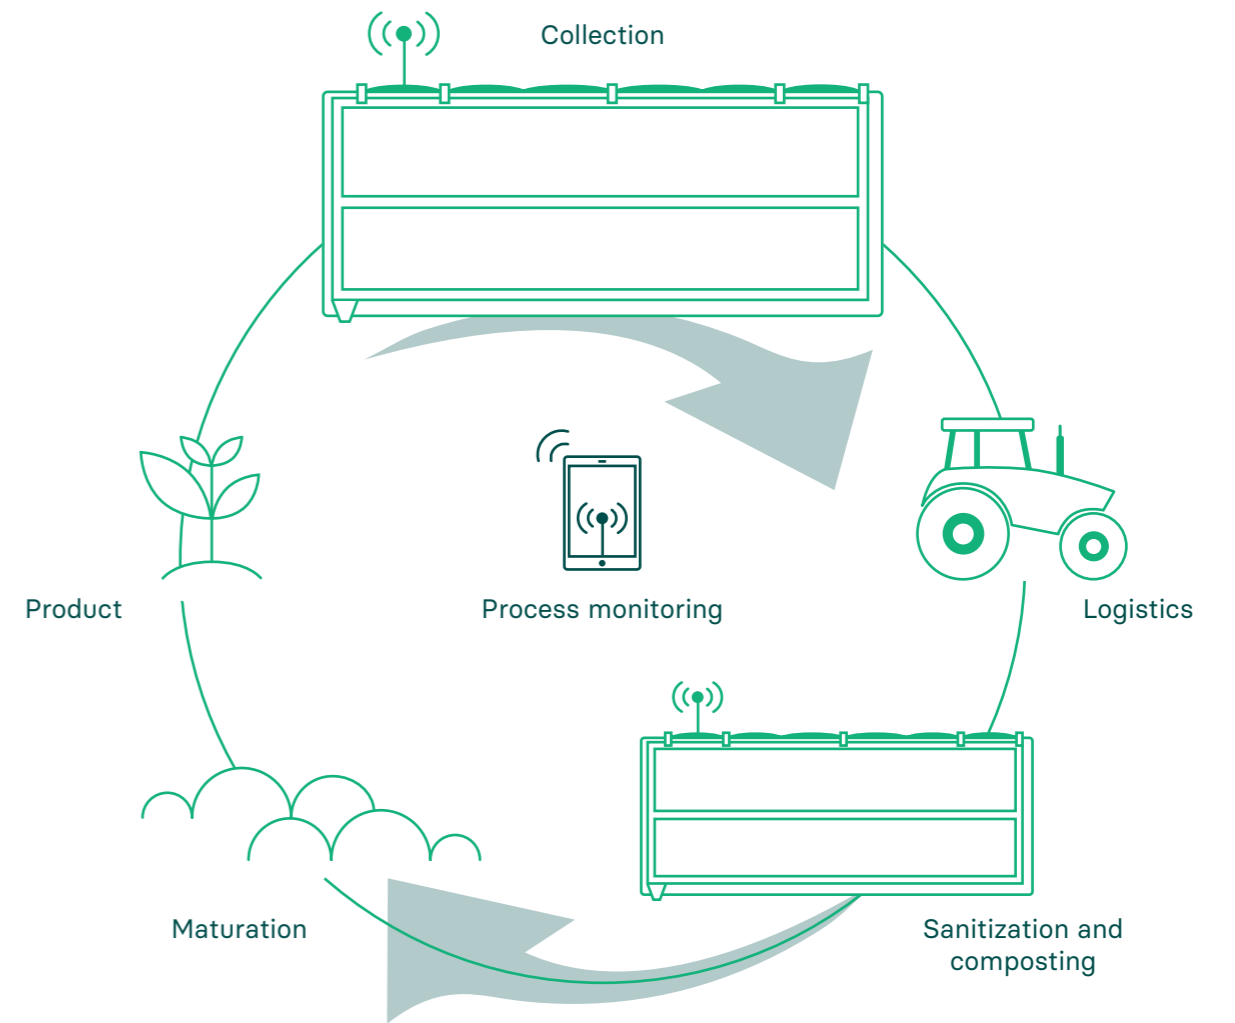 Collection
Product
Process monitoring
Logistics
Maturation
Sanitization and
composting